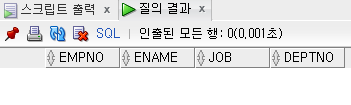 스크립트 출력 x 질의 결과 x
SQL | 인출된 모든 행: 0(0,001초)
EMPNO ENAME JOB DEPTNO